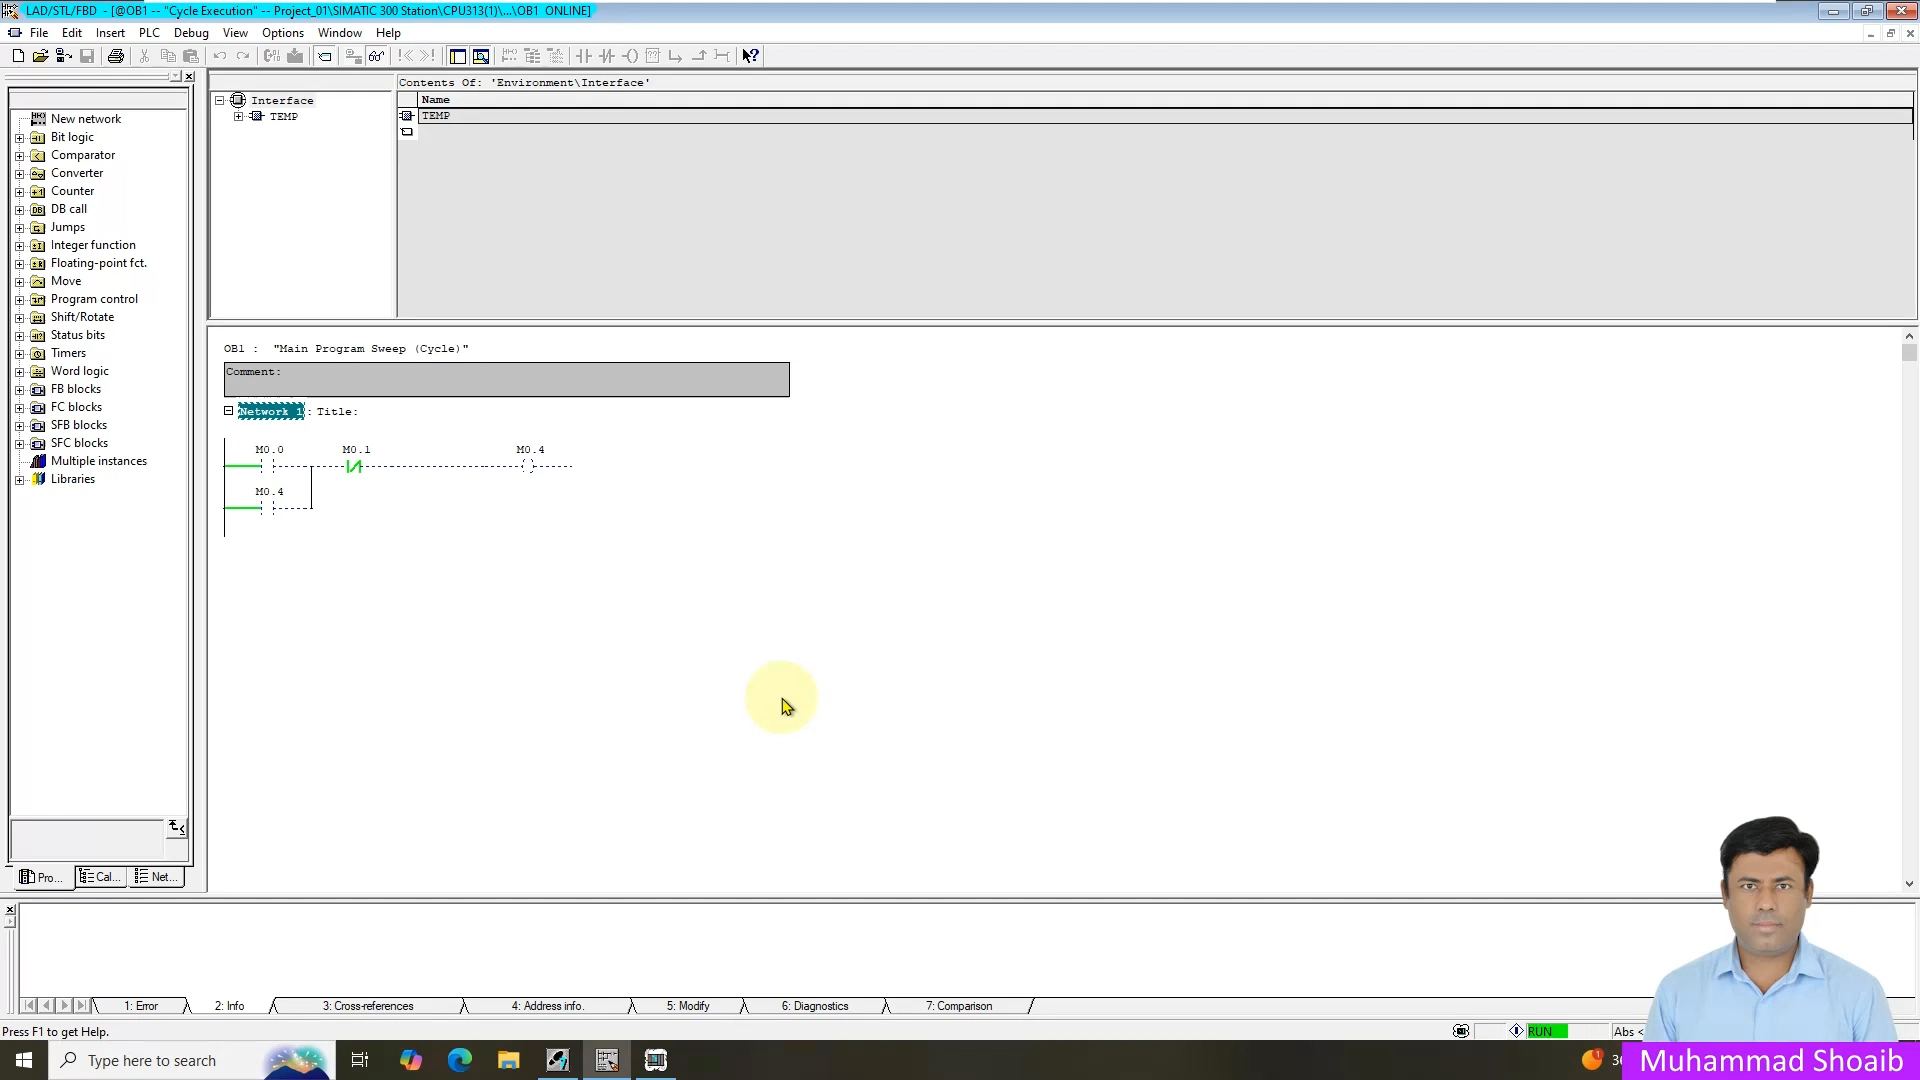 LAD/STL/FBD - [@OB1 -- "Cycle Execution" -- Project_01\SIMATIC 300 Station\CPU313(1)\...\OB1 ONLINE]
File Edit Insert PLC Debug View Options Window Help
Contents Of: 'Environment\Interface'
Interface
TEMP
Name
TEMP
New network
Bit logic
Comparator
Converter
Counter
DB call
Jumps
Integer function
Floating-point fct.
Move
Program control
Shift/Rotate
Status bits
Timers
Word logic
FB blocks
FC blocks
SFB blocks
SFC blocks
Multiple instances
Libraries
OB1 : "Main Program Sweep (Cycle)"
Comment:
Network 1: Title:
M0.0 M0.1 M0.4
M0.4
Pro... Cal... Net...
1: Error 2: Info 3: Cross-references 4: Address info. 5: Modify 6: Diagnostics 7: Comparison
Press F1 to get Help.
RUN Abs <
Type here to search
Muhammad Shoaib